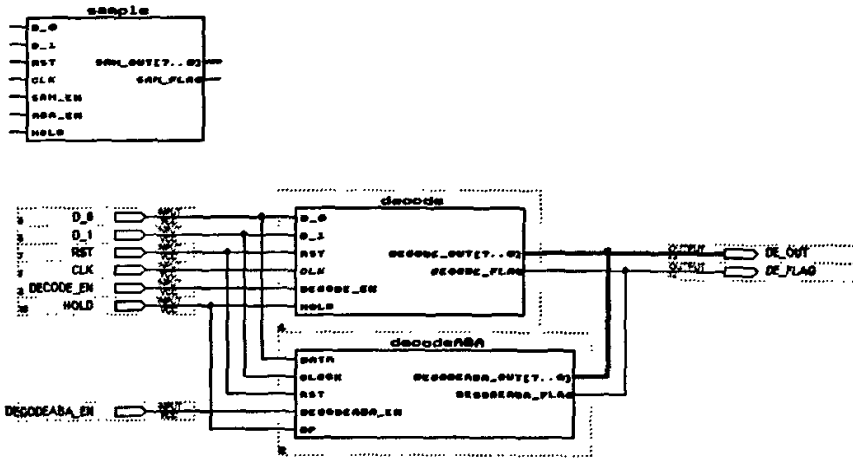 sample
D_0
D_1
RST
CLK
SAM_EN
ABA_EN
HOLD
SAM_OUT[7..0]
SAM_FLAG
D_0
D_1
RST
CLK
DECODE_EN
HOLD
DECODEABA_EN
decode
D_0
D_1
RST
CLK
DECODE_EN
HOLD
DECODE_OUT[7..0]
DECODE_FLAG
decodeABA
DATA
CLOCK
RST
DECODEABA_EN
DECODEABA_OUT[7..0]
DECODEABA_FLAG
OUTPUT
DE_OUT
OUTPUT
DE_FLAG